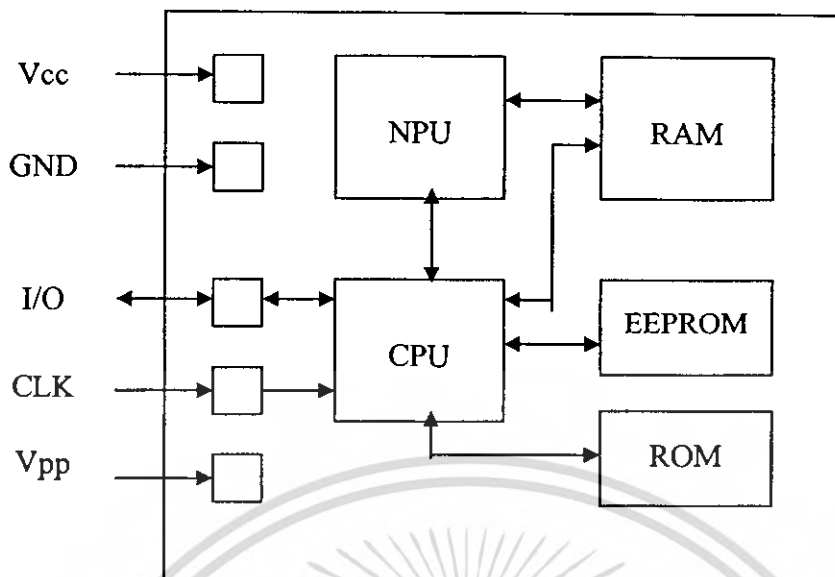 Vcc
GND
I/O
CLK
Vpp
NPU
RAM
CPU
EEPROM
ROM